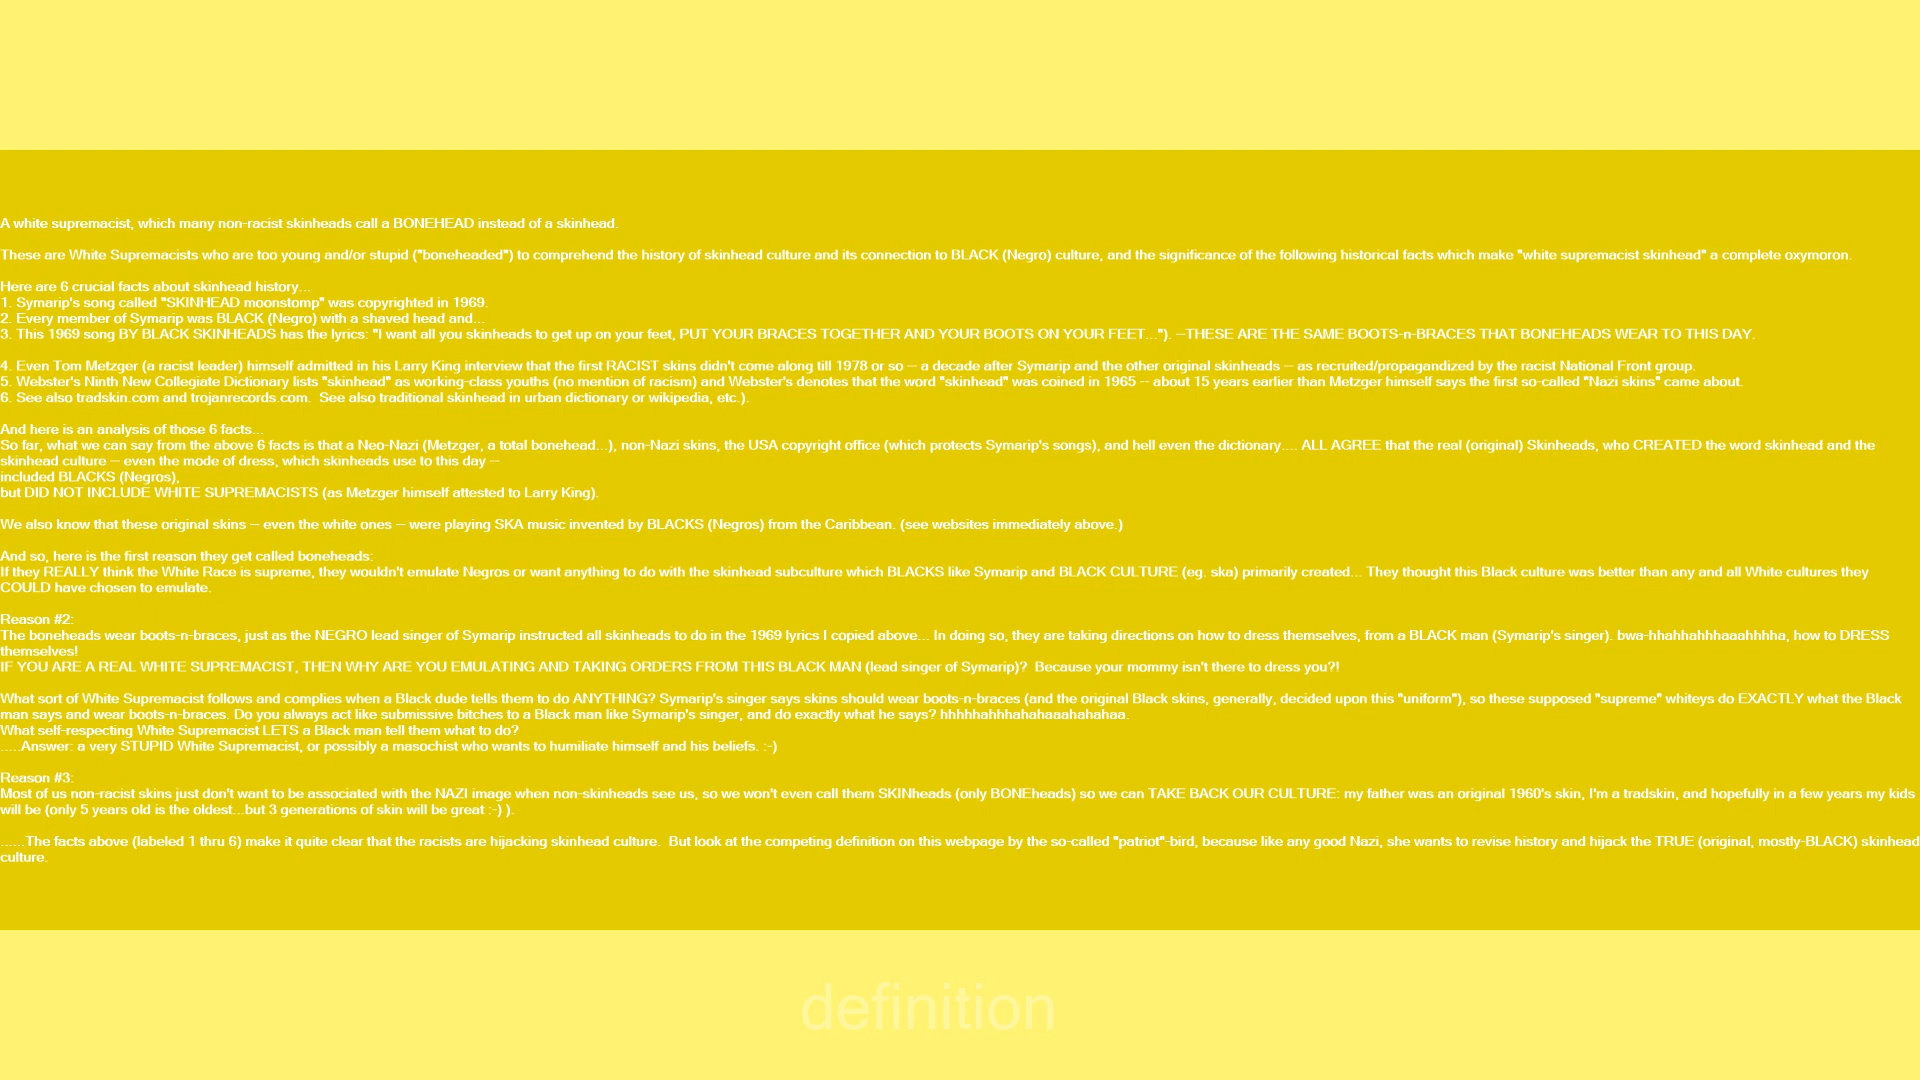 A white supremacist, which many non-racist skinheads call a BONEHEAD instead of a skinhead.
These are White Supremacists who are too young and/or stupid ("boneheaded") to comprehend the history of skinhead culture and its connection to BLACK (Negro) culture, and the significance of the following historical facts which make "white supremacist skinhead" a complete oxymoron.
Here are 6 crucial facts about skinhead history...
1. Symarip's song called "SKINHEAD moonstomp" was copyrighted in 1969.
2. Every member of Symarip was BLACK (Negro) with a shaved head and...
3. This 1969 song BY BLACK SKINHEADS has the lyrics: "I want all you skinheads to get up on your feet, PUT YOUR BRACES TOGETHER AND YOUR BOOTS ON YOUR FEET..."). --THESE ARE THE SAME BOOTS-n-BRACES THAT BONEHEADS WEAR TO THIS DAY.
4. Even Tom Metzger (a racist leader) himself admitted in his Larry King interview that the first RACIST skins didn't come along till 1978 or so -- a decade after Symarip and the other original skinheads -- as recruited/propagandized by the racist National Front group.
5. Webster's Ninth New Collegiate Dictionary lists "skinhead" as working-class youths (no mention of racism) and Webster's denotes that the word "skinhead" was coined in 1965 -- about 15 years earlier than Metzger himself says the first so-called "Nazi skins" came about.
6. See also tradskin.com and trojanrecords.com.  See also traditional skinhead in urban dictionary or wikipedia, etc.).
And here is an analysis of those 6 facts...
So far, what we can say from the above 6 facts is that a Neo-Nazi (Metzger, a total bonehead...), non-Nazi skins, the USA copyright office (which protects Symarip's songs), and hell even the dictionary.... ALL AGREE that the real (original) Skinheads, who CREATED the word skinhead and the
skinhead culture -- even the mode of dress, which skinheads use to this day --
included BLACKS (Negros),
but DID NOT INCLUDE WHITE SUPREMACISTS (as Metzger himself attested to Larry King).
We also know that these original skins -- even the white ones -- were playing SKA music invented by BLACKS (Negros) from the Caribbean. (see websites immediately above.)
And so, here is the first reason they get called boneheads:
If they REALLY think the White Race is supreme, they wouldn't emulate Negros or want anything to do with the skinhead subculture which BLACKS like Symarip and BLACK CULTURE (eg. ska) primarily created... They thought this Black culture was better than any and all White cultures they
COULD have chosen to emulate.
Reason #2:
The boneheads wear boots-n-braces, just as the NEGRO lead singer of Symarip instructed all skinheads to do in the 1969 lyrics I copied above... In doing so, they are taking directions on how to dress themselves, from a BLACK man (Symarip's singer). bwa-hhahhahhhaaahhhha, how to DRESS
themselves!
IF YOU ARE A REAL WHITE SUPREMACIST, THEN WHY ARE YOU EMULATING AND TAKING ORDERS FROM THIS BLACK MAN (lead singer of Symarip)?  Because your mommy isn't there to dress you?!
What sort of White Supremacist follows and complies when a Black dude tells them to do ANYTHING? Symarip's singer says skins should wear boots-n-braces (and the original Black skins, generally, decided upon this "uniform"), so these supposed "supreme" whiteys do EXACTLY what the Black
man says and wear boots-n-braces. Do you always act like submissive bitches to a Black man like Symarip's singer, and do exactly what he says? hhhhhahhhahahaaahahahaa.
What self-respecting White Supremacist LETS a Black man tell them what to do?
.....Answer: a very STUPID White Supremacist, or possibly a masochist who wants to humiliate himself and his beliefs. :-)
Reason #3:
Most of us non-racist skins just don't want to be associated with the NAZI image when non-skinheads see us, so we won't even call them SKINheads (only BONEheads) so we can TAKE BACK OUR CULTURE: my father was an original 1960's skin, I'm a tradskin, and hopefully in a few years my kids
will be (only 5 years old is the oldest...but 3 generations of skin will be great :-) ).
......The facts above (labeled 1 thru 6) make it quite clear that the racists are hijacking skinhead culture.  But look at the competing definition on this webpage by the so-called "patriot"-bird, because like any good Nazi, she wants to revise history and hijack the TRUE (original, mostly-BLACK) skinhead
culture.
definition